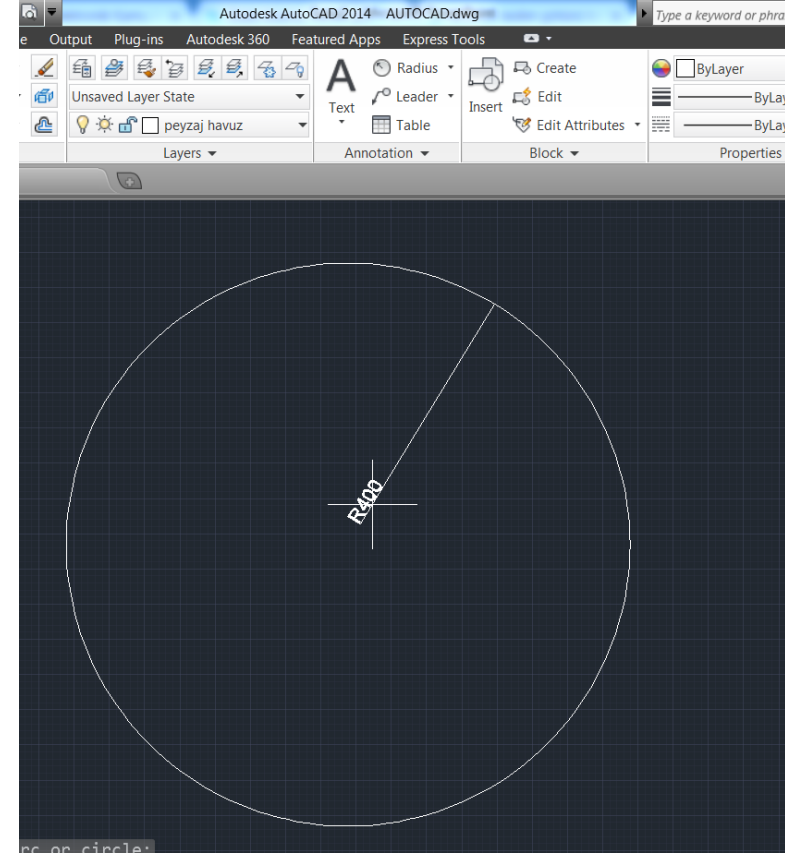 Autodesk AutoCAD 2014 AUTOCAD.dwg
Type a keyword or phra
e Output Plug-ins Autodesk 360 Featured Apps Express Tools
Radius
Create
ByLayer
Unsaved Layer State
Text
Leader
Insert
Edit
ByLay
peyzaj havuz
Table
Edit Attributes
ByLay
Layers
Annotation
Block
Properties
R400
rc or circle: